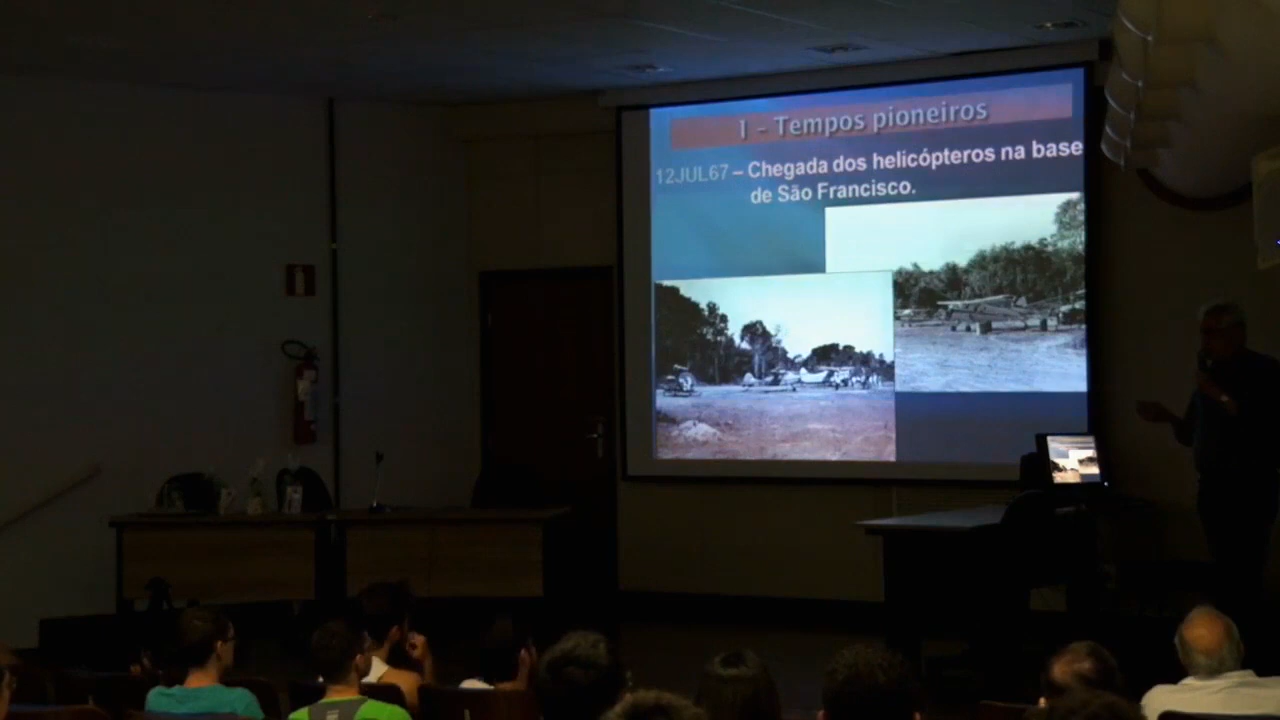 1 - Tempos pioneiros
12JUL67 – Chegada dos helicópteros na base
de São Francisco.